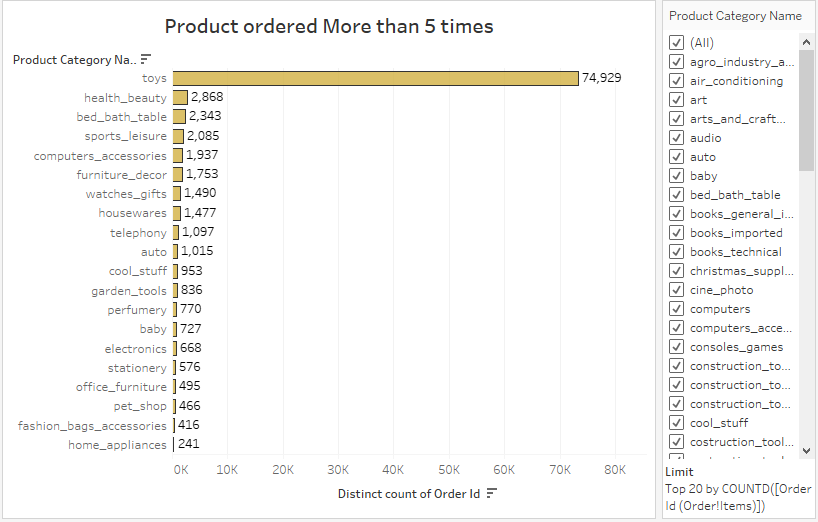 Product ordered More than 5 times
Product Category Na..
toys 74,929
health_beauty 2,868
bed_bath_table 2,343
sports_leisure 2,085
computers_accessories 1,937
furniture_decor 1,753
watches_gifts 1,490
housewares 1,477
telephony 1,097
auto 1,015
cool_stuff 953
garden_tools 836
perfumery 770
baby 727
electronics 668
stationery 576
office_furniture 495
pet_shop 466
fashion_bags_accessories 416
home_appliances 241
0K 10K 20K 30K 40K 50K 60K 70K 80K
Distinct count of Order Id
Product Category Name
(All)
agro_industry_a...
air_conditioning
art
arts_and_craft...
audio
auto
baby
bed_bath_table
books_general_i...
books_imported
books_technical
christmas_suppl...
cine_photo
computers
computers_acce...
consoles_games
construction_to...
construction_to...
construction_to...
cool_stuff
costruction_tool...
Limit
Top 20 by COUNTD([Order
Id (Order!Items)])